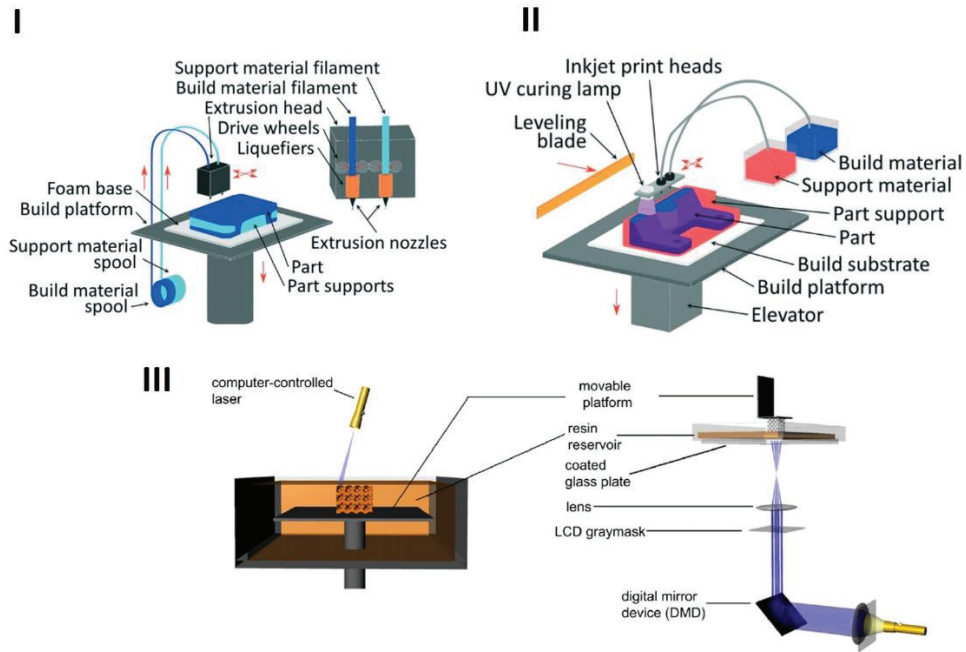 I
Support material filament
Build material filament
Extrusion head
Drive wheels
Liquefiers
Foam base
Build platform
Support material
spool
Build material
spool
Extrusion nozzles
Part
Part supports
II
Inkjet print heads
UV curing lamp
Leveling
blade
Build material
Support material
Part support
Part
Build substrate
Build platform
Elevator
III
computer-controlled
laser
movable
platform
resin
reservoir
coated
glass plate
lens
LCD graymask
digital mirror
device (DMD)